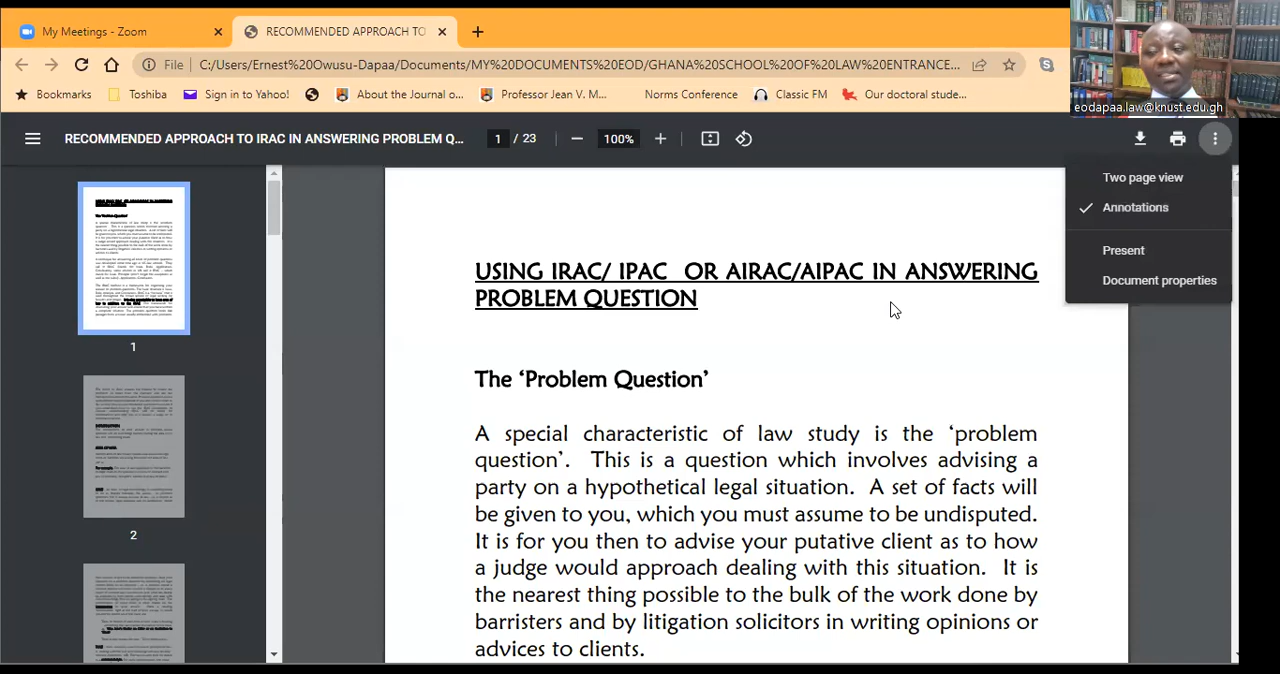 My Meetings - Zoom
RECOMMENDED APPROACH TO
File
C:/Users/Ernest%20Owusu-Dapa/Documents/MY%20DOCUMENTS%20EOD/GHANA%20SCHOOL%20OF%20LAW%20ENTRANCE...
Bookmarks
Toshiba
Sign in to Yahoo!
About the Journal o...
Professor Jean V. M...
Norms Conference
Classic FM
Our doctoral stude...
eodapaa.law@knust.edu.gh
RECOMMENDED APPROACH TO IRAC IN ANSWERING PROBLEM Q...
1 / 23
100%
Two page view
Annotations
Present
Document properties
1
2
USING IRAC/ IPAC OR AIRAC/AIPAC IN ANSWERING
PROBLEM QUESTION
The ‘Problem Question’
A special characteristic of law study is the ‘problem
question’. This is a question which involves advising a
party on a hypothetical legal situation. A set of facts will
be given to you, which you must assume to be undisputed.
It is for you then to advise your putative client as to how
a judge would approach dealing with this situation. It is
the nearest thing possible to the bulk of the work done by
barristers and by litigation solicitors in writing opinions or
advices to clients.